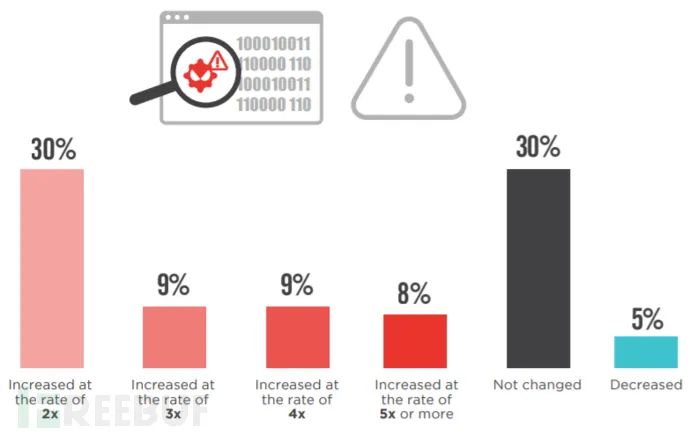 100010011
110000 110
100010011
110000 110
30%
9%
9%
8%
30%
5%
Increased at
the rate of
2x
Increased at
the rate of
3x
Increased at
the rate of
4x
Increased at
the rate of
5x or more
Not changed
Decreased
REEBUF